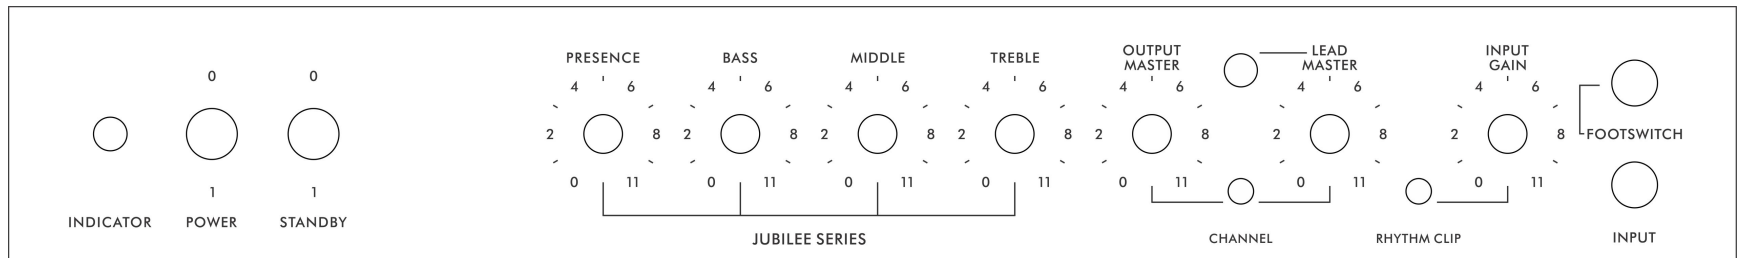 PRESENCE BASS MIDDLE TREBLE OUTPUT MASTER LEAD MASTER INPUT GAIN
0 0
4 6 4 6 4 6 4 6 4 6 4 6 4 6
2 8 2 8 2 8 2 8 2 8 2 8 2 8 FOOTSWITCH
0 11 0 11 0 11 0 11 0 11 0 11 0 11
1 1
INDICATOR POWER STANDBY
JUBILEE SERIES CHANNEL RHYTHM CLIP INPUT